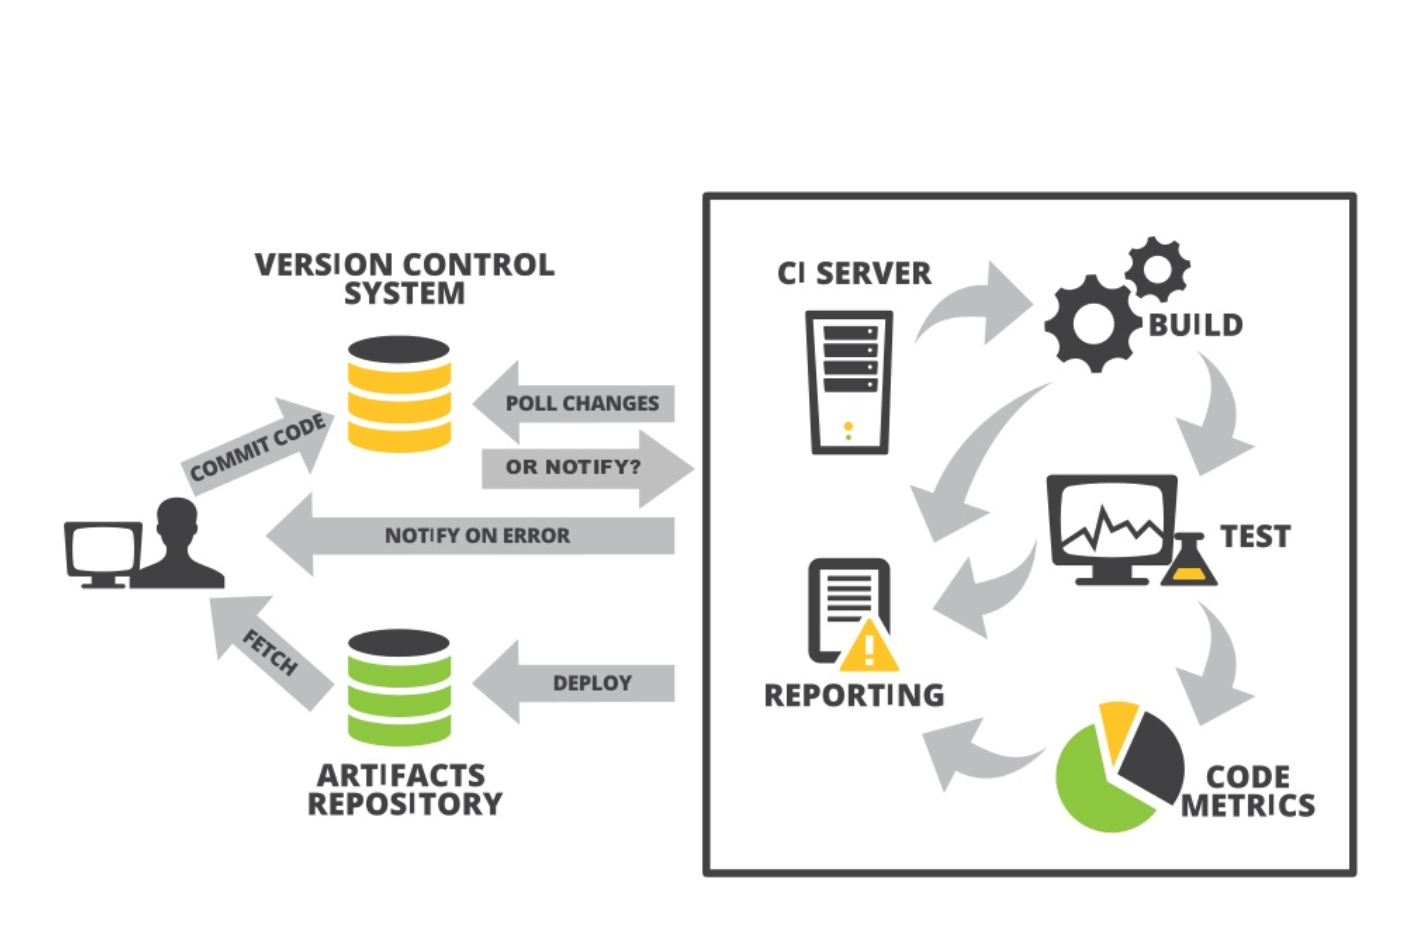 VERSION CONTROL
SYSTEM
COMMIT CODE
POLL CHANGES
OR NOTIFY?
NOTIFY ON ERROR
FETCH
DEPLOY
ARTIFACTS
REPOSITORY
CI SERVER
BUILD
TEST
REPORTING
CODE
METRICS